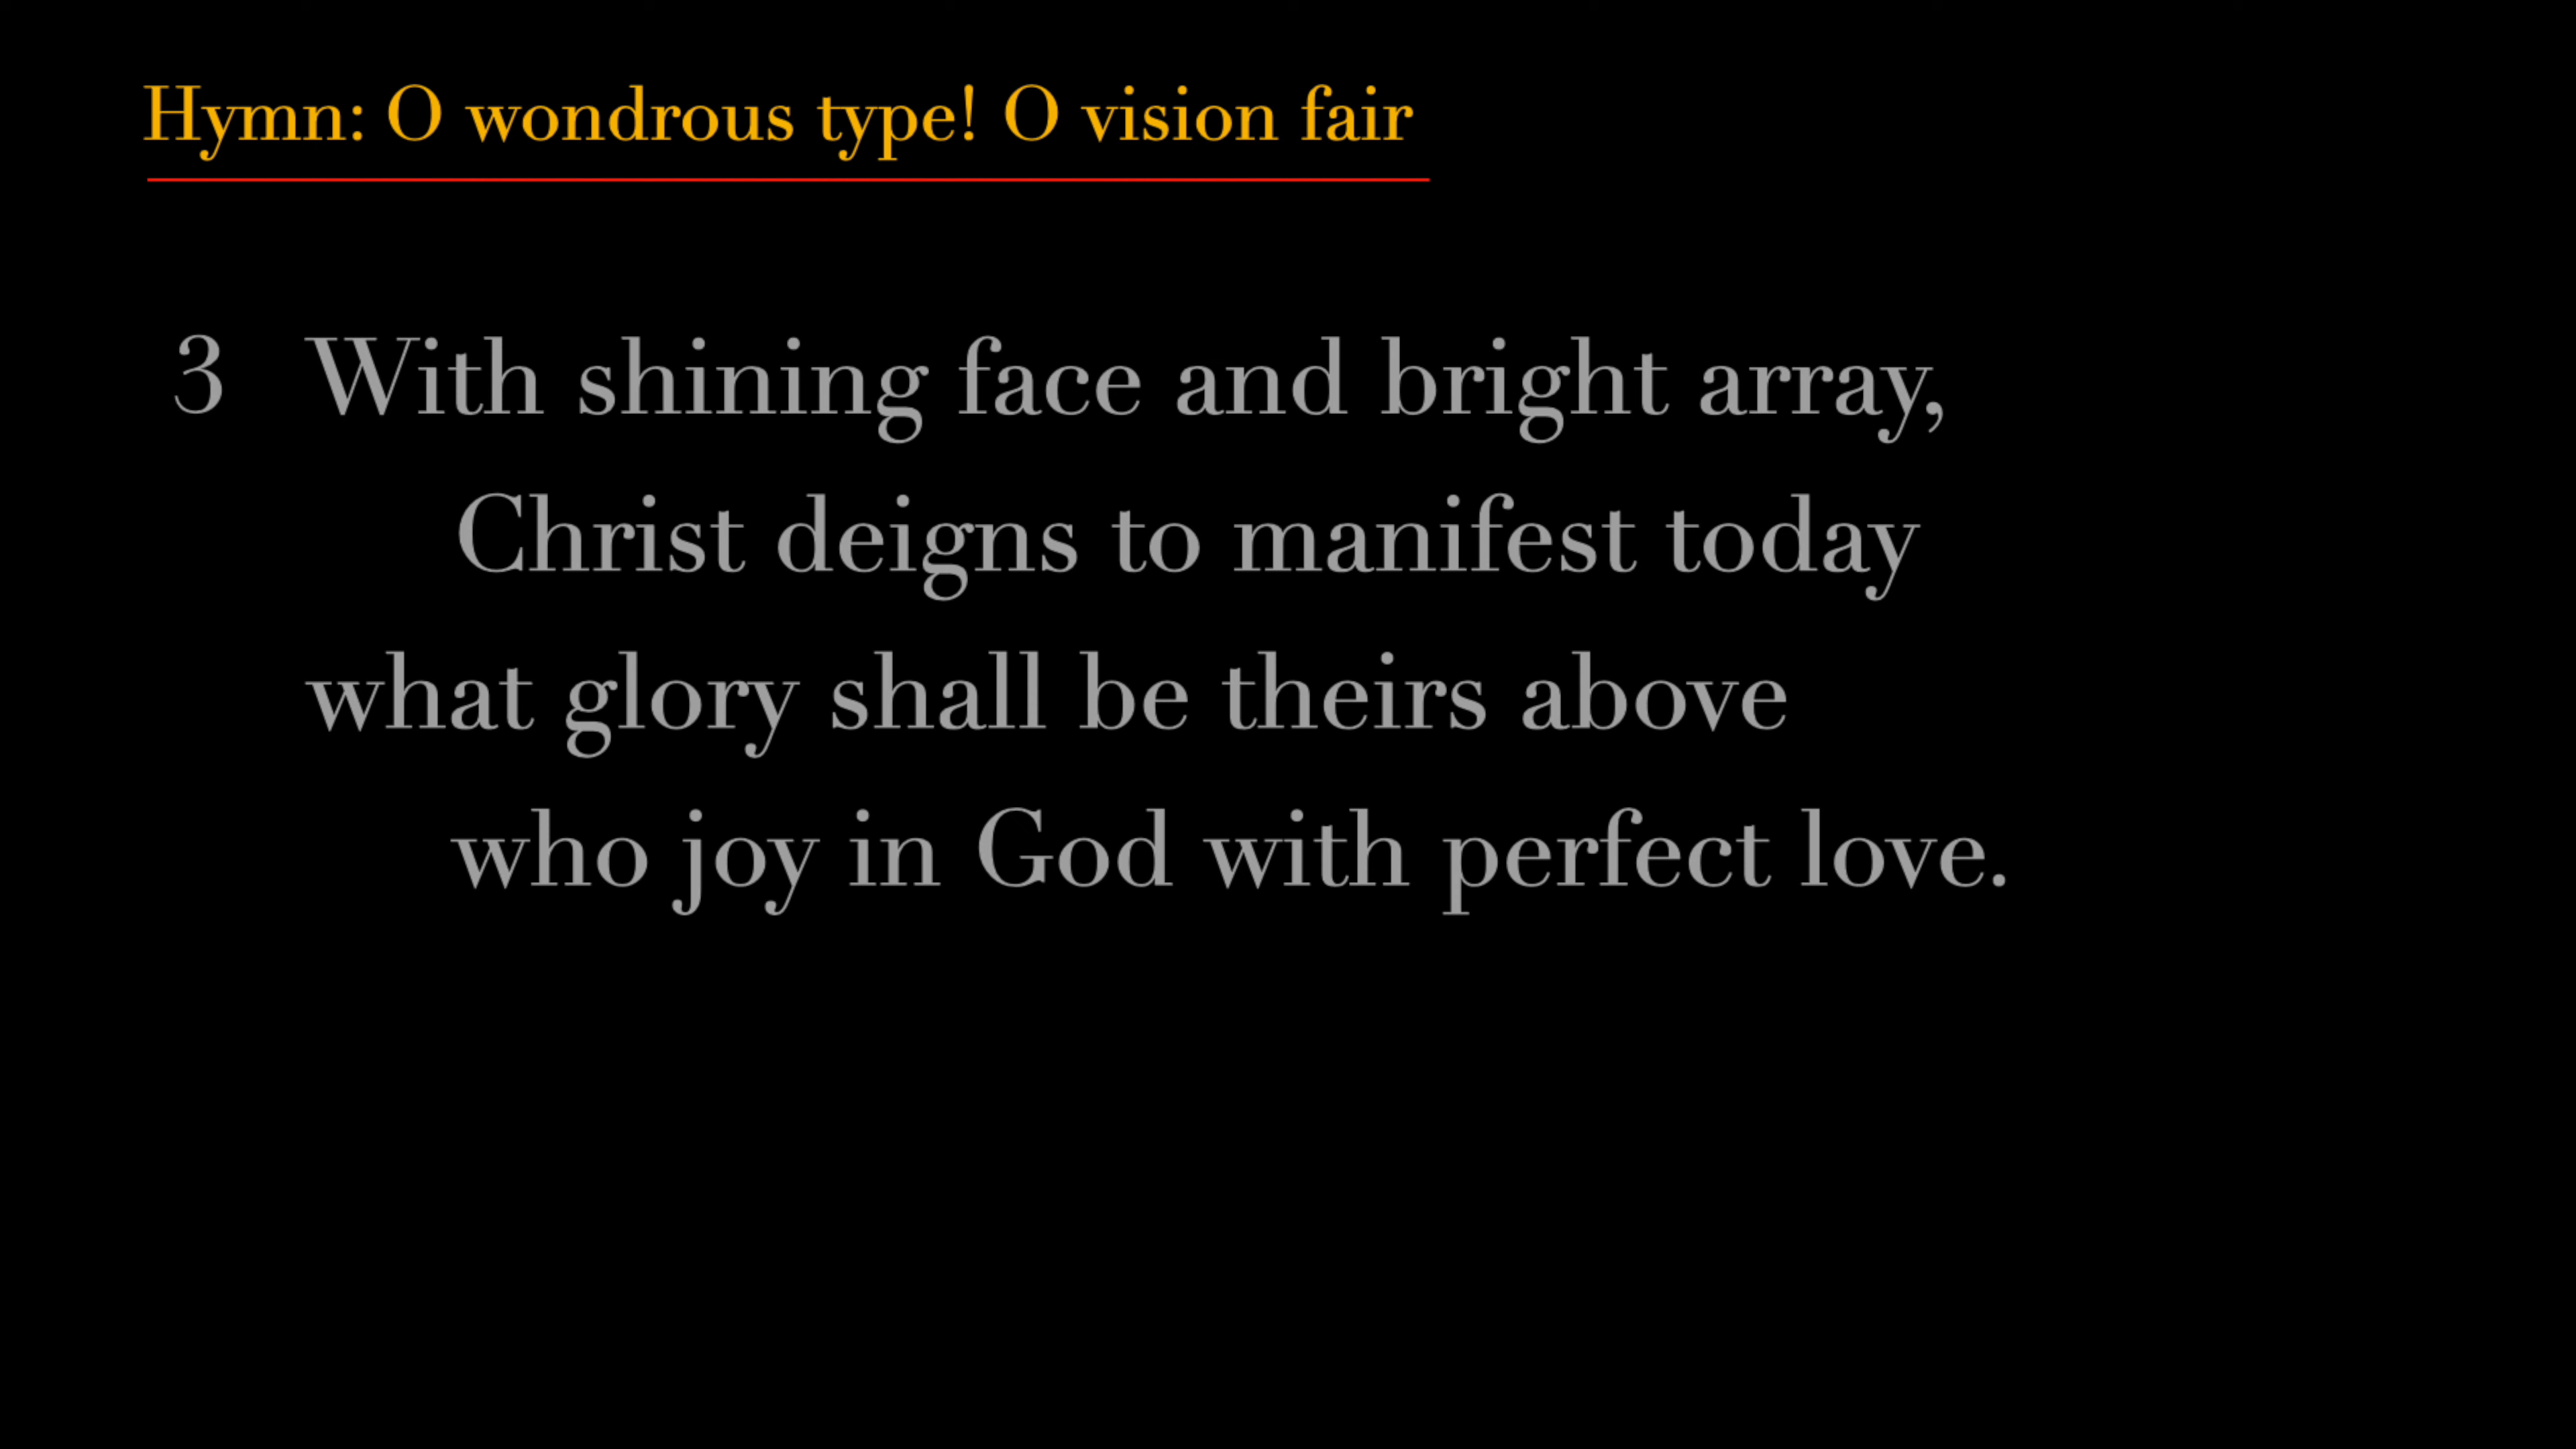 Hymn: O wondrous type! O vision fair
3 With shining face and bright array,
Christ deigns to manifest today
what glory shall be theirs above
who joy in God with perfect love.